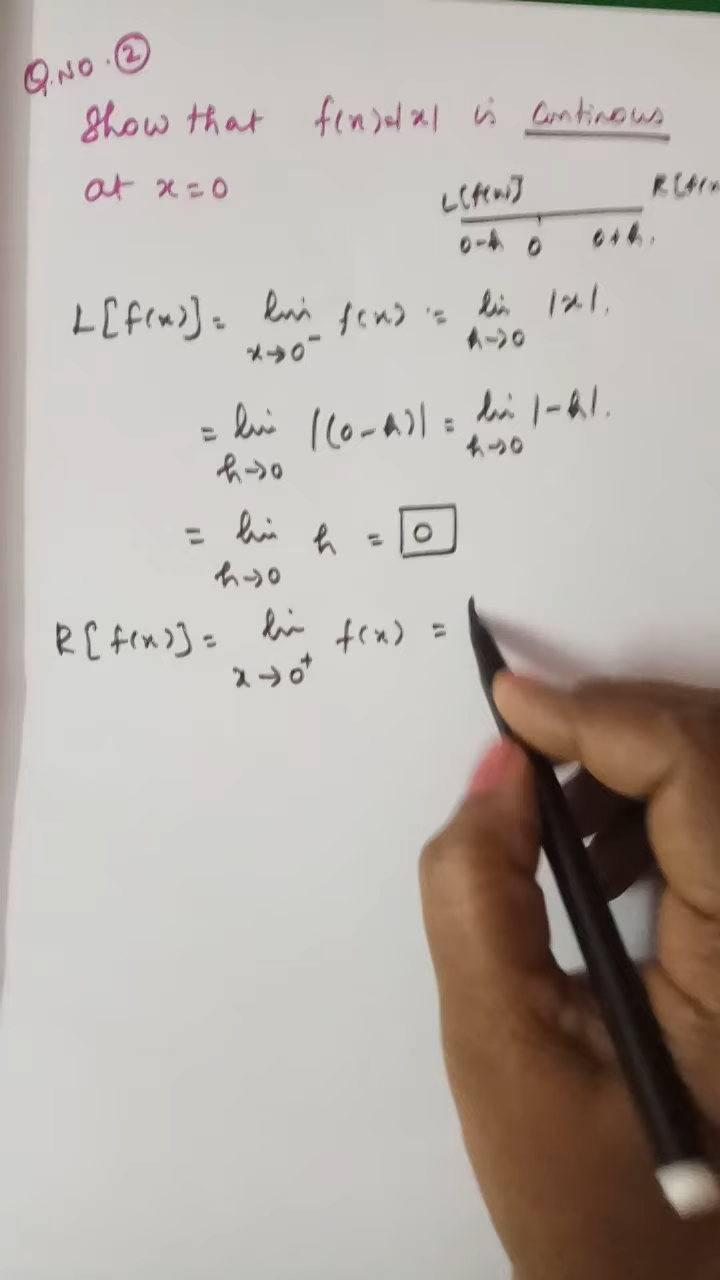 Q.NO. ②
Show that f(x)=|x| is continous
at x=0
L[f(x)] R[f(x
0-h 0 0+h.
L[f(x)] = lim x→0⁻ f(x) = lim h→0 |x|.
= lim h→0 |(0-h)| = lim h→0 |-h|.
= lim h→0 h = 0
R[f(x)] = lim x→0⁺ f(x) =